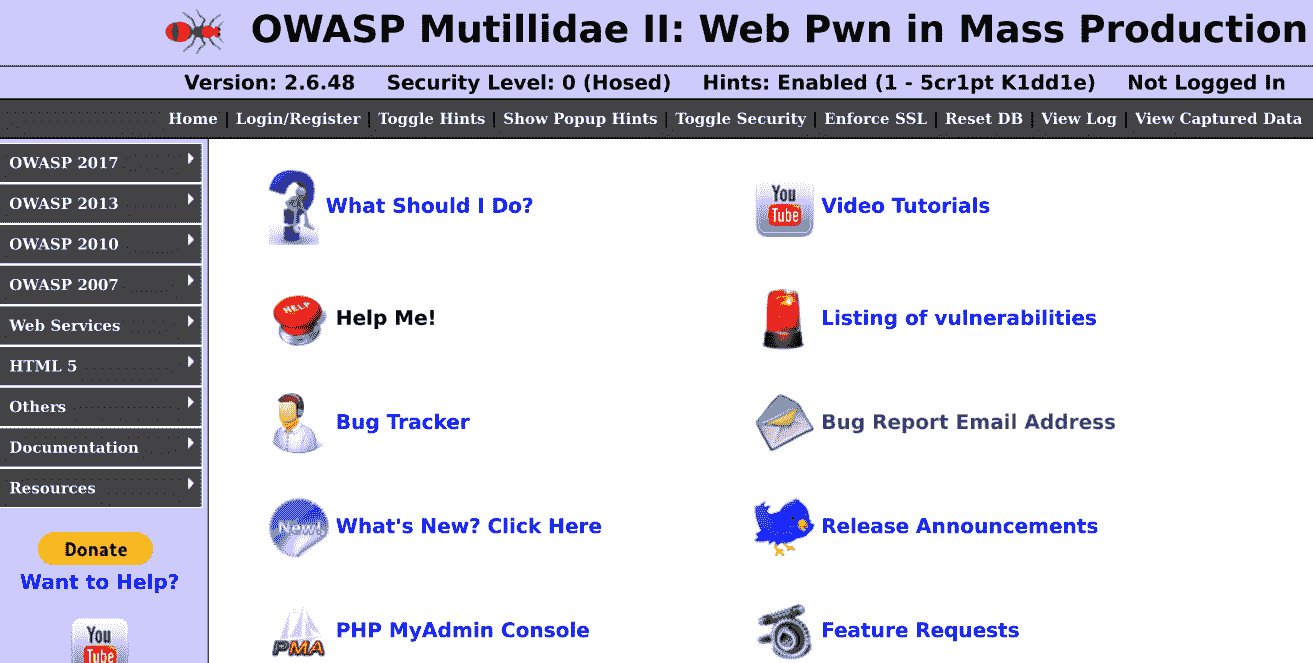 OWASP Mutillidae II: Web Pwn in Mass Production
Version: 2.6.48 Security Level: 0 (Hosed) Hints: Enabled (1 - 5cr1pt K1dd1e) Not Logged In
Home | Login/Register | Toggle Hints | Show Popup Hints | Toggle Security | Enforce SSL | Reset DB | View Log | View Captured Data
OWASP 2017
OWASP 2013
OWASP 2010
OWASP 2007
Web Services
HTML 5
Others
Documentation
Resources
Donate
Want to Help?
You
Tube
What Should I Do?
You
Tube
Video Tutorials
HELP
Help Me!
Listing of vulnerabilities
Bug Tracker
Bug Report Email Address
New!
What's New? Click Here
Release Announcements
PMA
PHP MyAdmin Console
Feature Requests